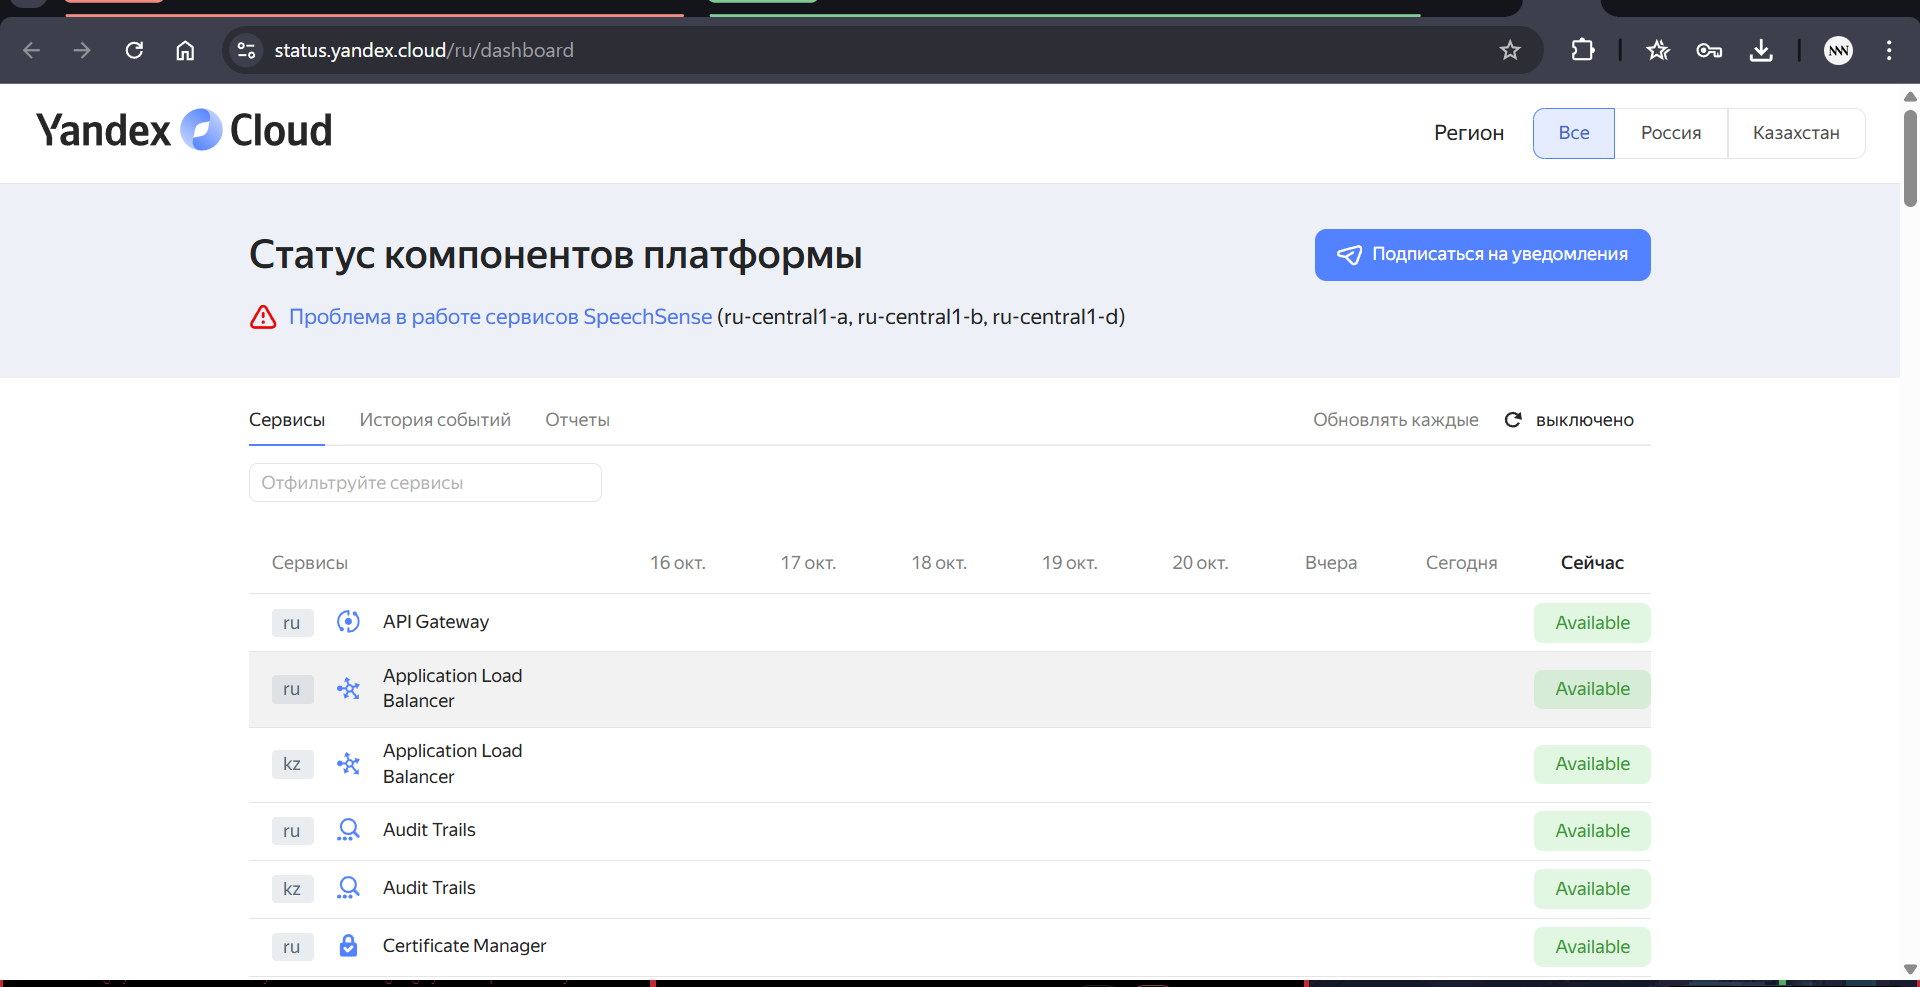 status.yandex.cloud/ru/dashboard
Yandex Cloud
Регион
Все
Россия
Казахстан
Статус компонентов платформы
Подписаться на уведомления
Проблема в работе сервисов SpeechSense (ru-central1-a, ru-central1-b, ru-central1-d)
Сервисы
История событий
Отчеты
Обновлять каждые
выключено
Отфильтруйте сервисы
Сервисы
16 окт.
17 окт.
18 окт.
19 окт.
20 окт.
Вчера
Сегодня
Сейчас
ru
API Gateway
Available
ru
Application Load
Balancer
Available
kz
Application Load
Balancer
Available
ru
Audit Trails
Available
kz
Audit Trails
Available
ru
Certificate Manager
Available